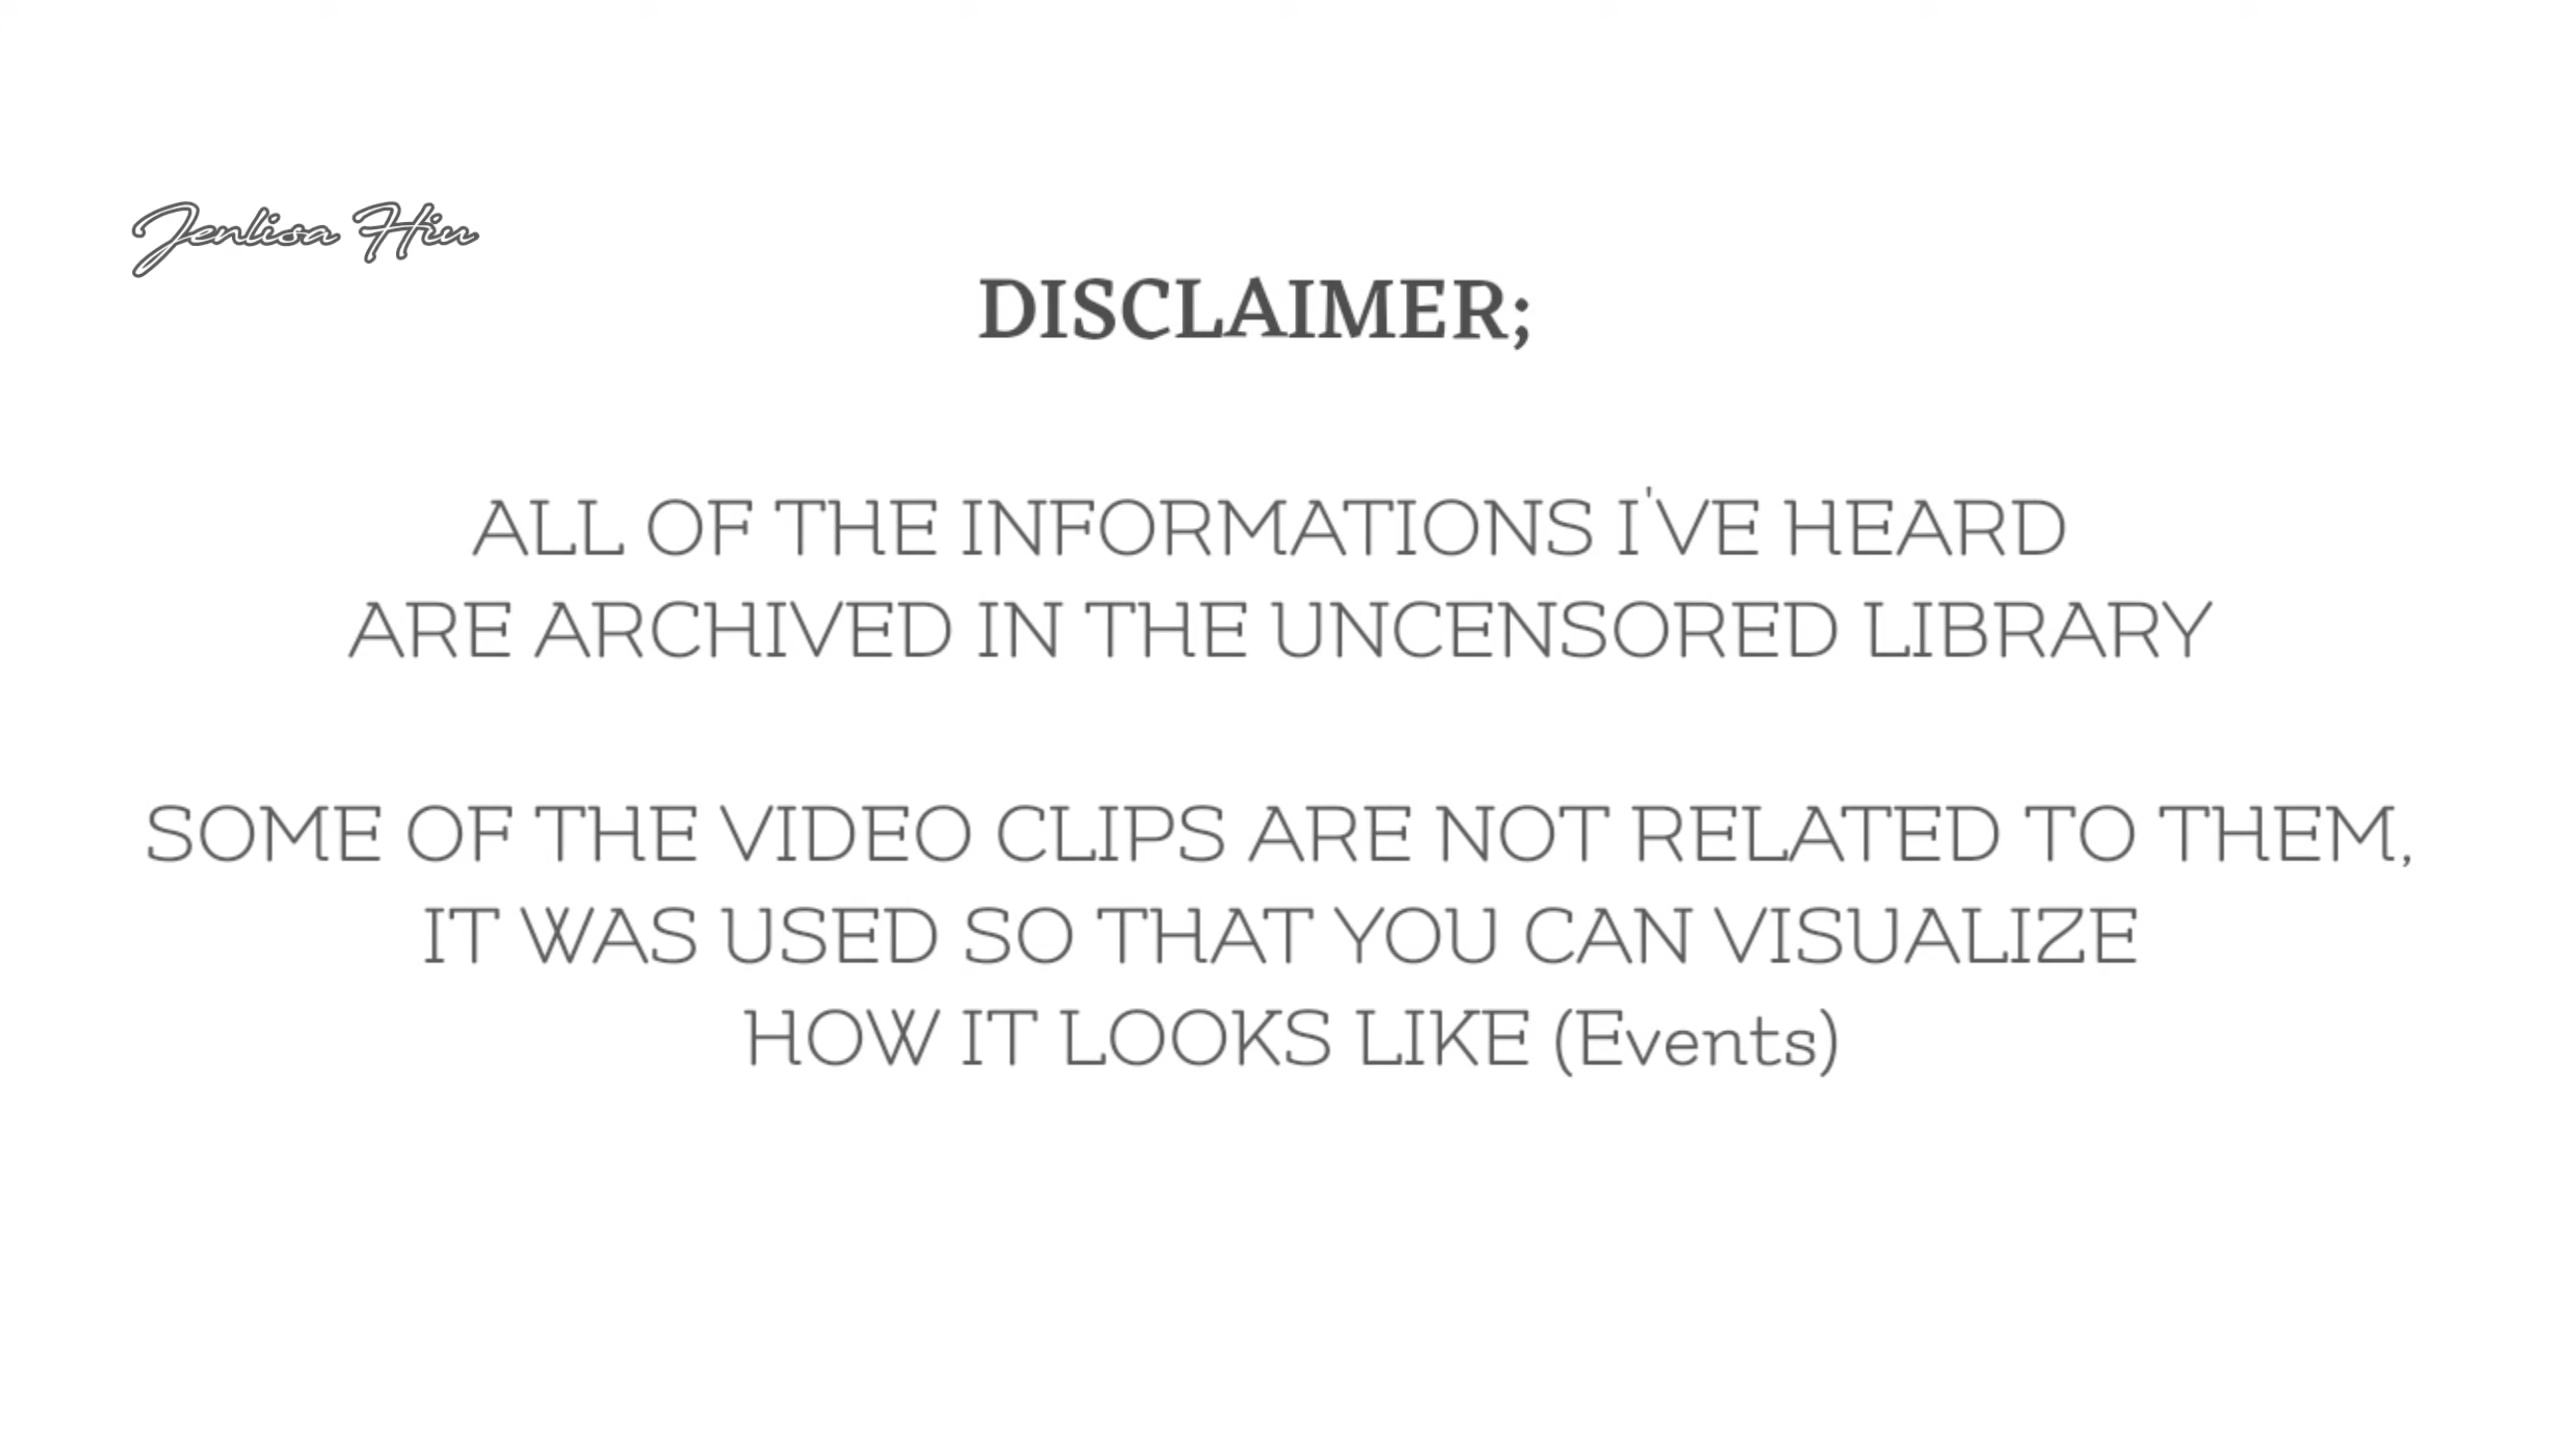 Jenlisa Hiu
DISCLAIMER;
ALL OF THE INFORMATIONS I'VE HEARD
ARE ARCHIVED IN THE UNCENSORED LIBRARY
SOME OF THE VIDEO CLIPS ARE NOT RELATED TO THEM,
IT WAS USED SO THAT YOU CAN VISUALIZE
HOW IT LOOKS LIKE (Events)